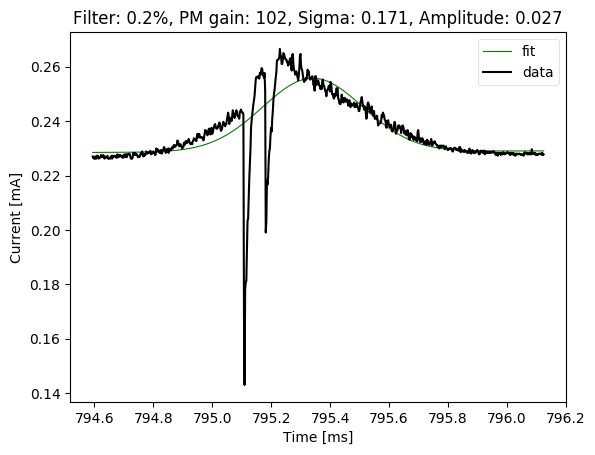 Filter: 0.2%, PM gain: 102, Sigma: 0.171, Amplitude: 0.027
fit
data
0.26
0.24
0.22
0.20
0.18
0.16
0.14
Current [mA]
794.6 794.8 795.0 795.2 795.4 795.6 795.8 796.0 796.2
Time [ms]